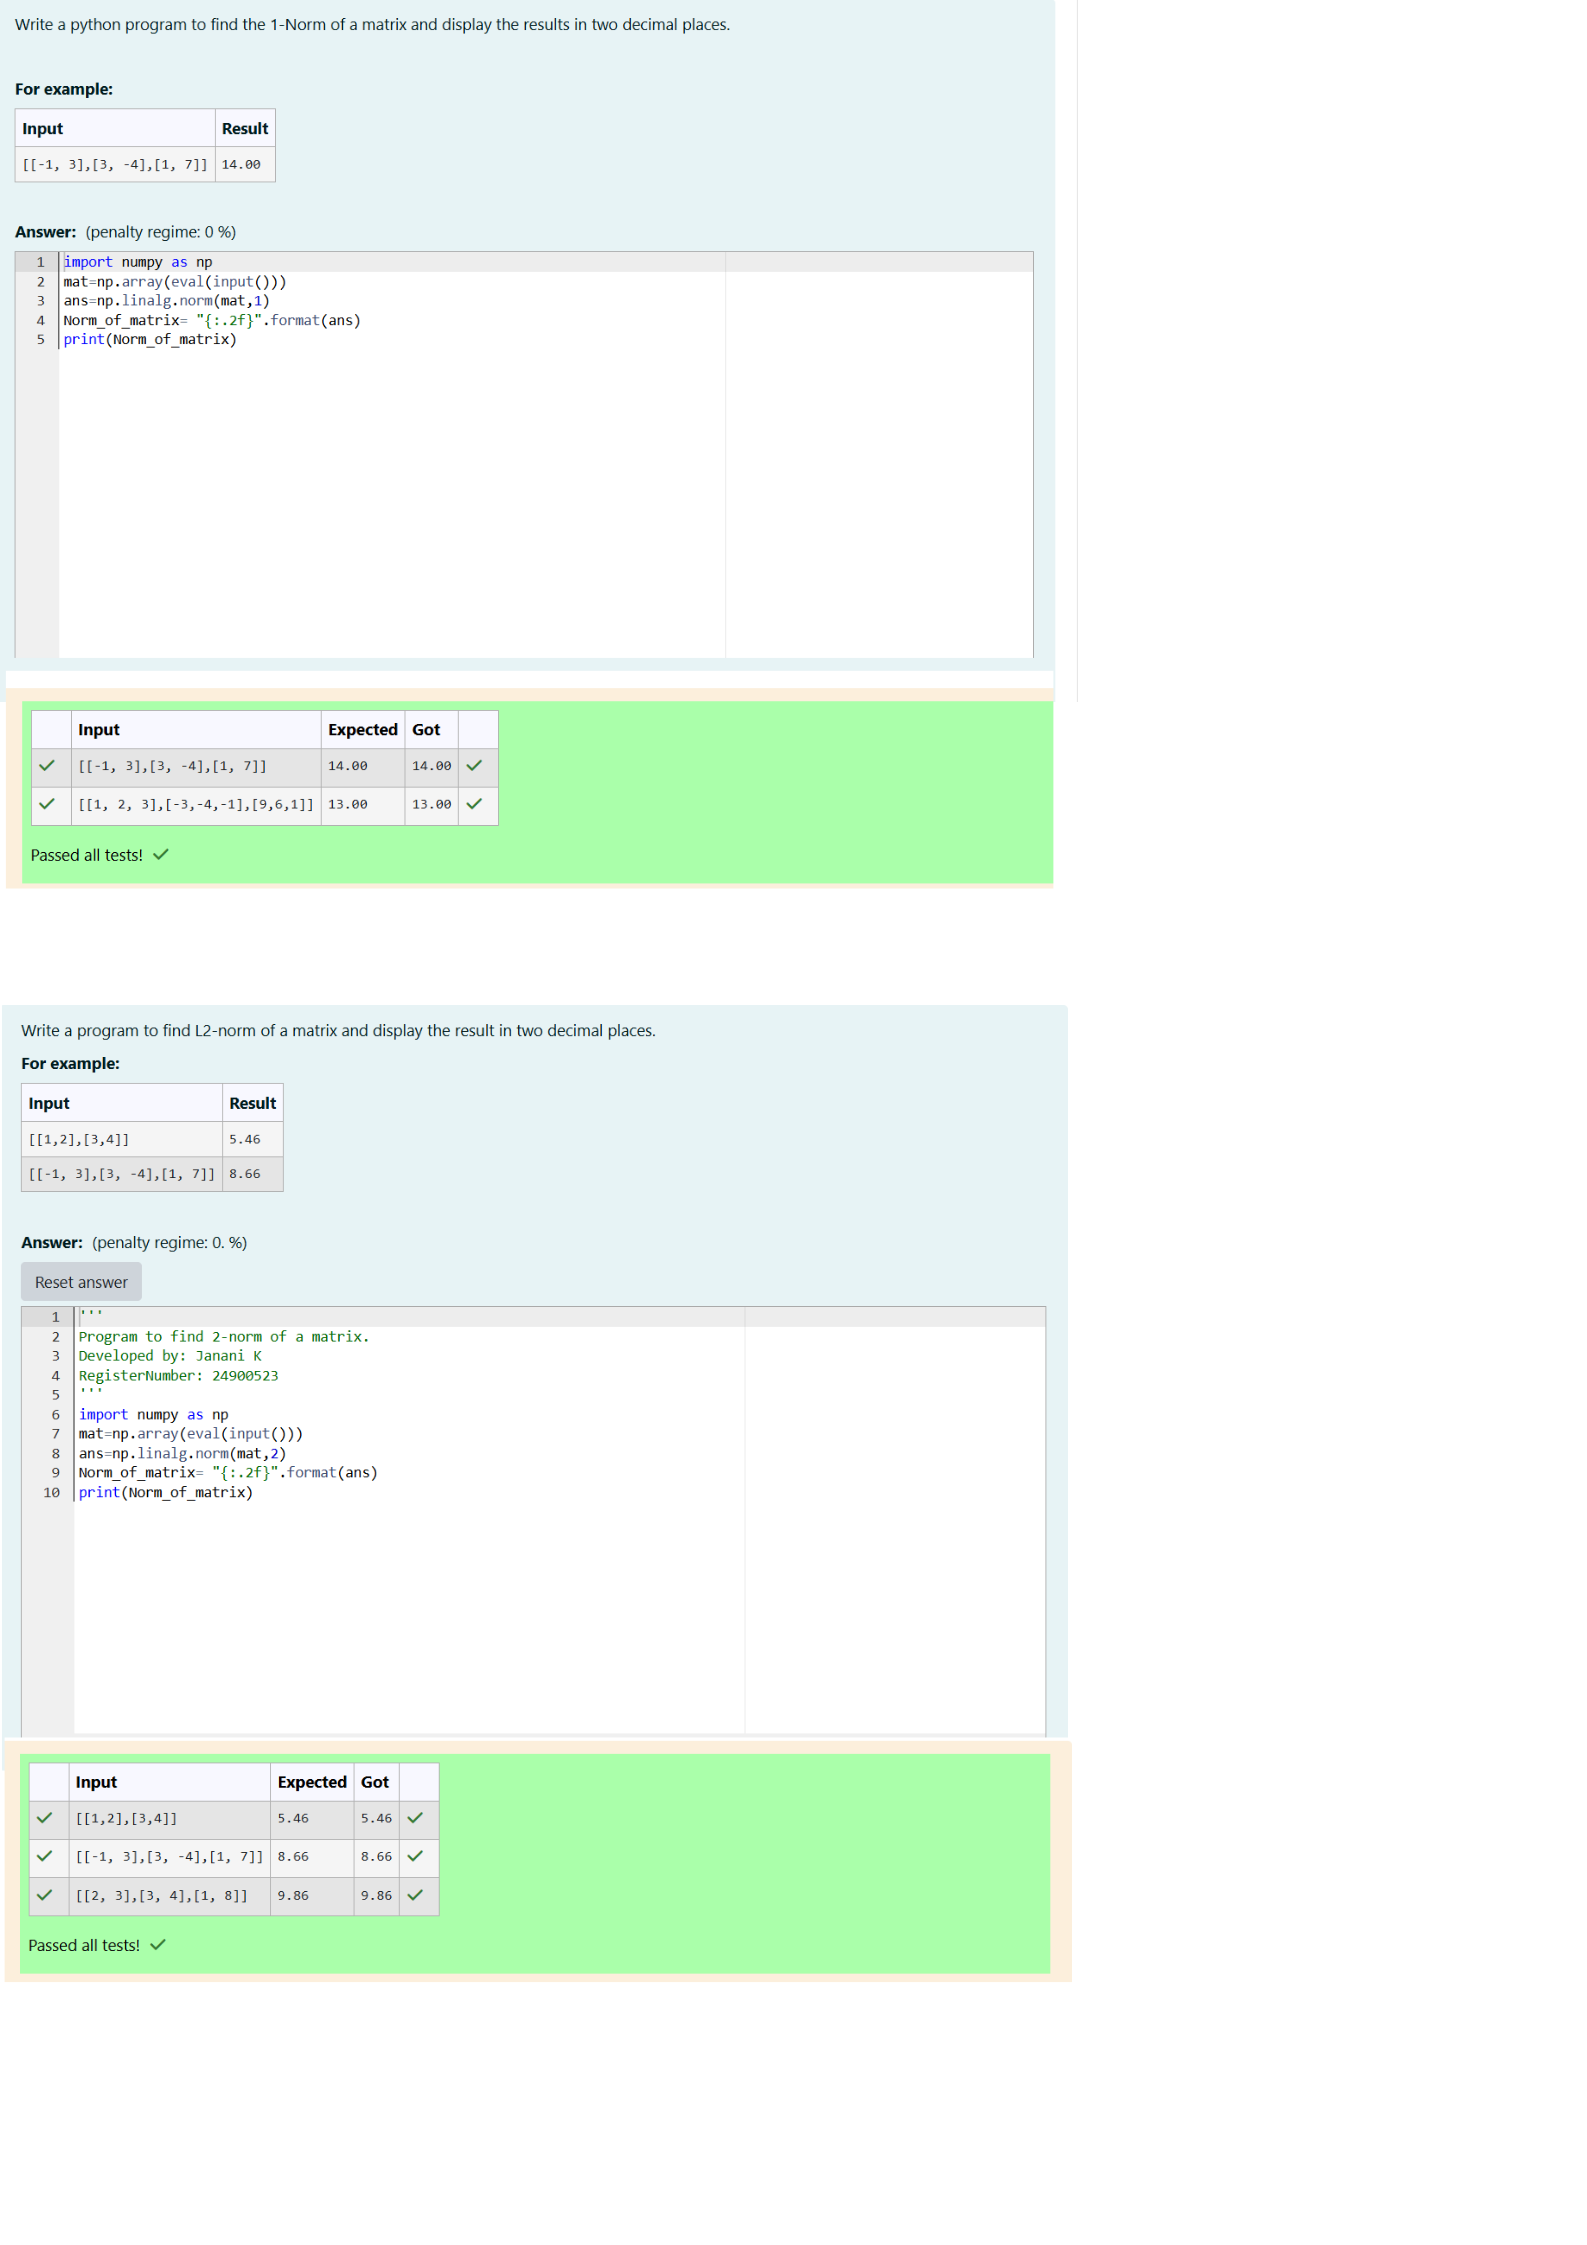 Write a python program to find the 1-Norm of a matrix and display the results in two decimal places.
For example:
Input Result
[[-1, 3],[3, -4],[1, 7]] 14.00
Answer: (penalty regime: 0 %)
1 import numpy as np
2 mat=np.array(eval(input()))
3 ans=np.linalg.norm(mat,1)
4 Norm_of_matrix= "{:.2f}".format(ans)
5 print(Norm_of_matrix)
Input Expected Got
[[-1, 3],[3, -4],[1, 7]] 14.00 14.00
[[1, 2, 3],[-3,-4,-1],[9,6,1]] 13.00 13.00
Passed all tests!
Write a program to find L2-norm of a matrix and display the result in two decimal places.
For example:
Input Result
[[1,2],[3,4]] 5.46
[[-1, 3],[3, -4],[1, 7]] 8.66
Answer: (penalty regime: 0. %)
Reset answer
1 '''
2 Program to find 2-norm of a matrix.
3 Developed by: Janani K
4 RegisterNumber: 24900523
5 '''
6 import numpy as np
7 mat=np.array(eval(input()))
8 ans=np.linalg.norm(mat,2)
9 Norm_of_matrix= "{:.2f}".format(ans)
10 print(Norm_of_matrix)
Input Expected Got
[[1,2],[3,4]] 5.46 5.46
[[-1, 3],[3, -4],[1, 7]] 8.66 8.66
[[2, 3],[3, 4],[1, 8]] 9.86 9.86
Passed all tests!